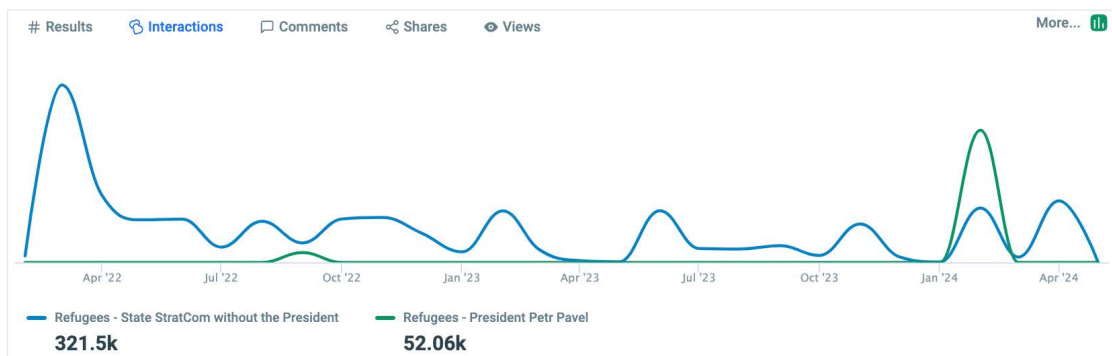 # Results Interactions Comments Shares Views More...
Apr '22 Jul '22 Oct '22 Jan '23 Apr '23 Jul '23 Oct '23 Jan '24 Apr '24
Refugees - State StratCom without the President Refugees - President Petr Pavel
321.5k 52.06k